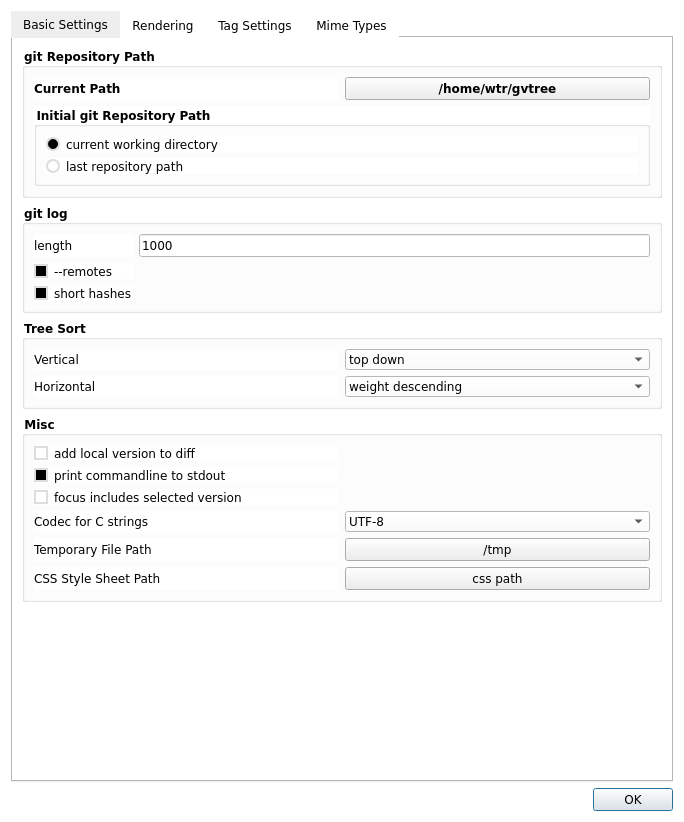 Basic Settings Rendering Tag Settings Mime Types
git Repository Path
Current Path /home/wtr/gvtree
Initial git Repository Path
current working directory
last repository path
git log
length 1000
--remotes
short hashes
Tree Sort
Vertical top down
Horizontal weight descending
Misc
add local version to diff
print commandline to stdout
focus includes selected version
Codec for C strings UTF-8
Temporary File Path /tmp
CSS Style Sheet Path css path
OK